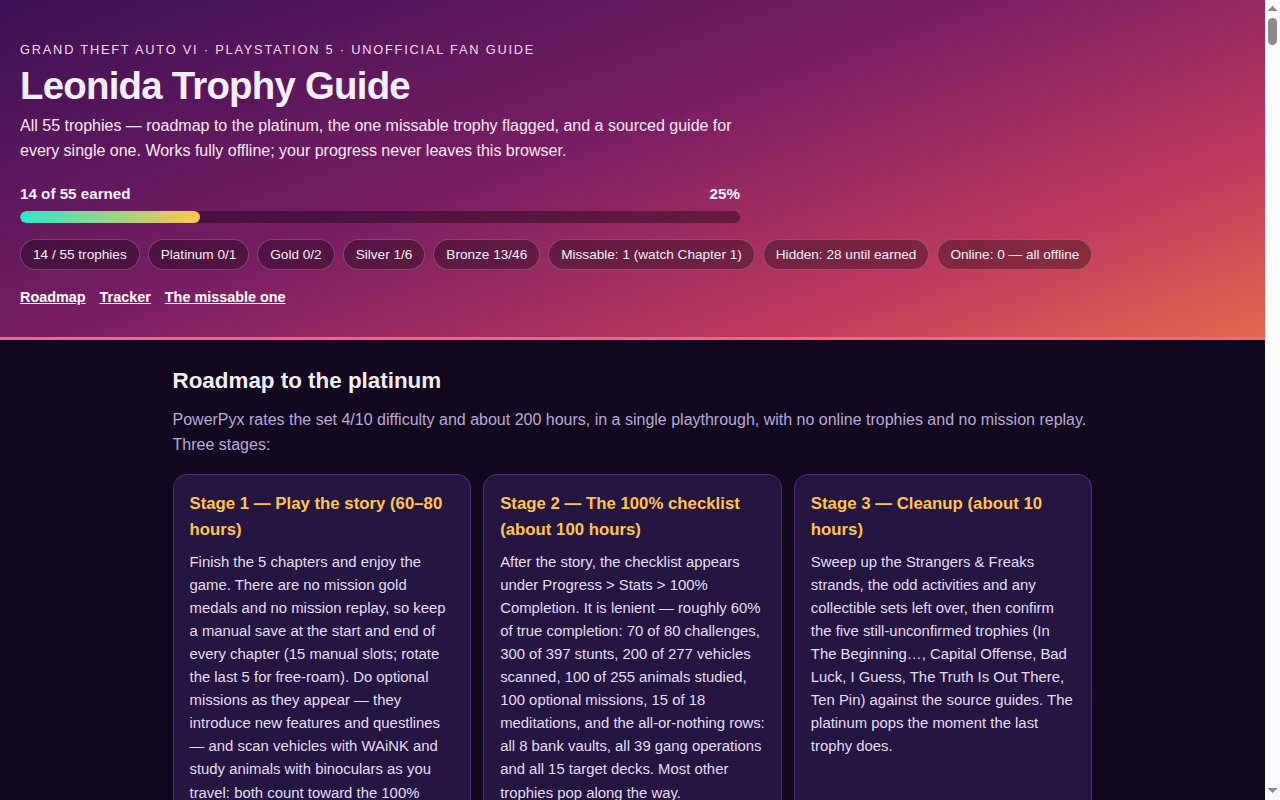 GRAND THEFT AUTO VI · PLAYSTATION 5 · UNOFFICIAL FAN GUIDE
Leonida Trophy Guide
All 55 trophies — roadmap to the platinum, the one missable trophy flagged, and a sourced guide for
every single one. Works fully offline; your progress never leaves this browser.
14 of 55 earned 25%
14 / 55 trophies Platinum 0/1 Gold 0/2 Silver 1/6 Bronze 13/46 Missable: 1 (watch Chapter 1) Hidden: 28 until earned Online: 0 — all offline
Roadmap Tracker The missable one
Roadmap to the platinum
PowerPyx rates the set 4/10 difficulty and about 200 hours, in a single playthrough, with no online trophies and no mission replay.
Three stages:
Stage 1 — Play the story (60–80
hours)
Finish the 5 chapters and enjoy the
game. There are no mission gold
medals and no mission replay, so keep
a manual save at the start and end of
every chapter (15 manual slots; rotate
the last 5 for free-roam). Do optional
missions as they appear — they
introduce new features and questlines
— and scan vehicles with WAiNK and
study animals with binoculars as you
travel: both count toward the 100%
Stage 2 — The 100% checklist
(about 100 hours)
After the story, the checklist appears
under Progress > Stats > 100%
Completion. It is lenient — roughly 60%
of true completion: 70 of 80 challenges,
300 of 397 stunts, 200 of 277 vehicles
scanned, 100 of 255 animals studied,
100 optional missions, 15 of 18
meditations, and the all-or-nothing rows:
all 8 bank vaults, all 39 gang operations
and all 15 target decks. Most other
trophies pop along the way.
Stage 3 — Cleanup (about 10
hours)
Sweep up the Strangers & Freaks
strands, the odd activities and any
collectible sets left over, then confirm
the five still-unconfirmed trophies (In
The Beginning…, Capital Offense, Bad
Luck, I Guess, The Truth Is Out There,
Ten Pin) against the source guides. The
platinum pops the moment the last
trophy does.